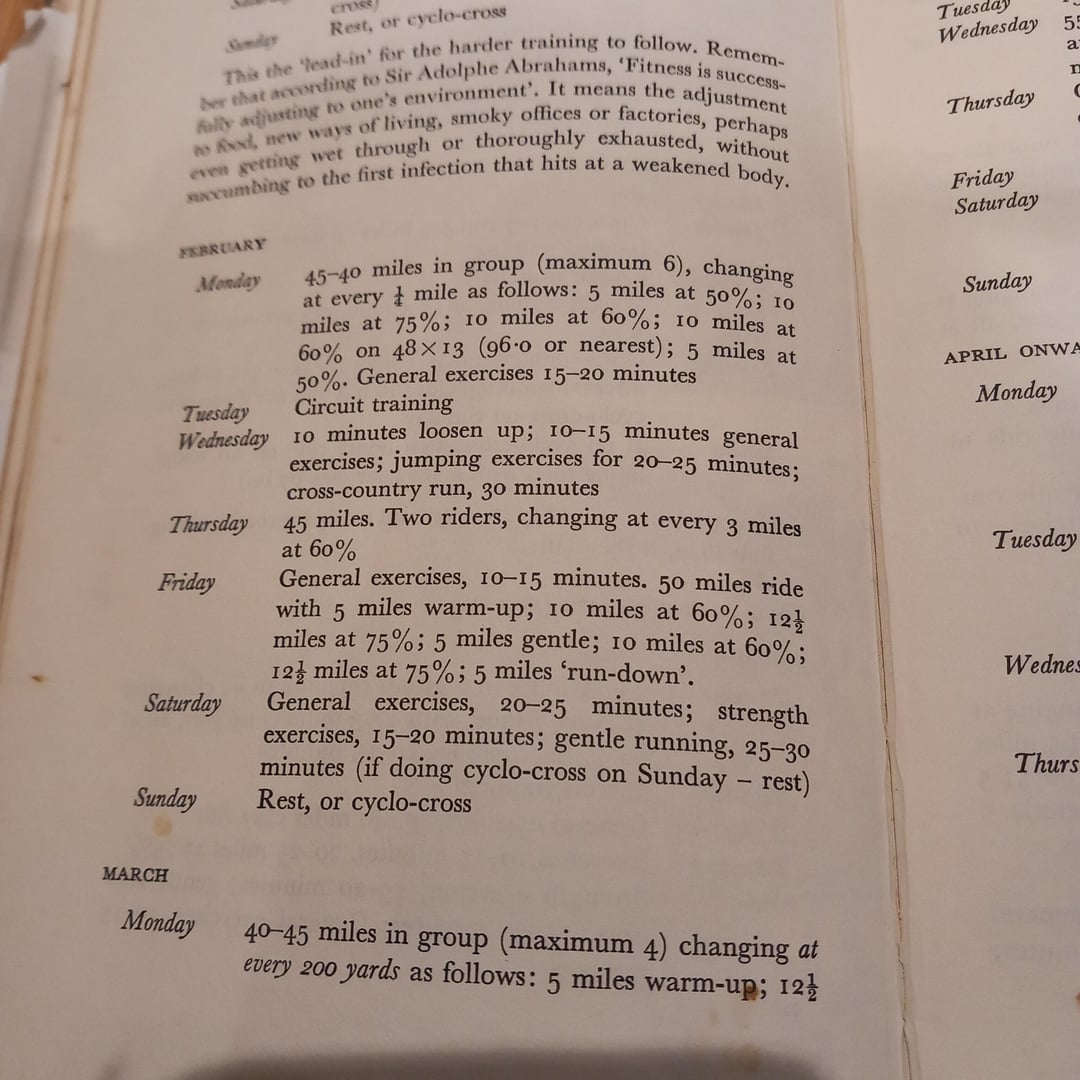 cross)
Sunday Rest, or cyclo-cross
This the 'lead-in' for the harder training to follow. Remem-
ber that according to Sir Adolphe Abrahams, 'Fitness is success-
fully adjusting to one's environment'. It means the adjustment
to food, new ways of living, smoky offices or factories, perhaps
even getting wet through or thoroughly exhausted, without
succumbing to the first infection that hits at a weakened body.
FEBRUARY
Monday 45–40 miles in group (maximum 6), changing
at every ¼ mile as follows: 5 miles at 50%; 10
miles at 75%; 10 miles at 60%; 10 miles at
60% on 48×13 (96·0 or nearest); 5 miles at
50%. General exercises 15–20 minutes
Tuesday Circuit training
Wednesday 10 minutes loosen up; 10–15 minutes general
exercises; jumping exercises for 20–25 minutes;
cross-country run, 30 minutes
Thursday 45 miles. Two riders, changing at every 3 miles
at 60%
Friday General exercises, 10–15 minutes. 50 miles ride
with 5 miles warm-up; 10 miles at 60%; 12½
miles at 75%; 5 miles gentle; 10 miles at 60%;
12½ miles at 75%; 5 miles 'run-down'.
Saturday General exercises, 20–25 minutes; strength
exercises, 15–20 minutes; gentle running, 25–30
minutes (if doing cyclo-cross on Sunday – rest)
Sunday Rest, or cyclo-cross
MARCH
Monday 40–45 miles in group (maximum 4) changing at
every 200 yards as follows: 5 miles warm-up; 12½
Tuesday
Wednesday
Thursday
Friday
Saturday
Sunday
APRIL ONWA
Monday
Tuesday
Wednes
Thurs